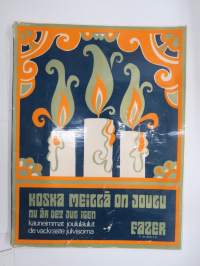 KOSKA MEILLÄ ON JOULU
NU ÄR DET JUL IGEN
kauneimmat joululaulut
de vackraste julvisorna
FAZER